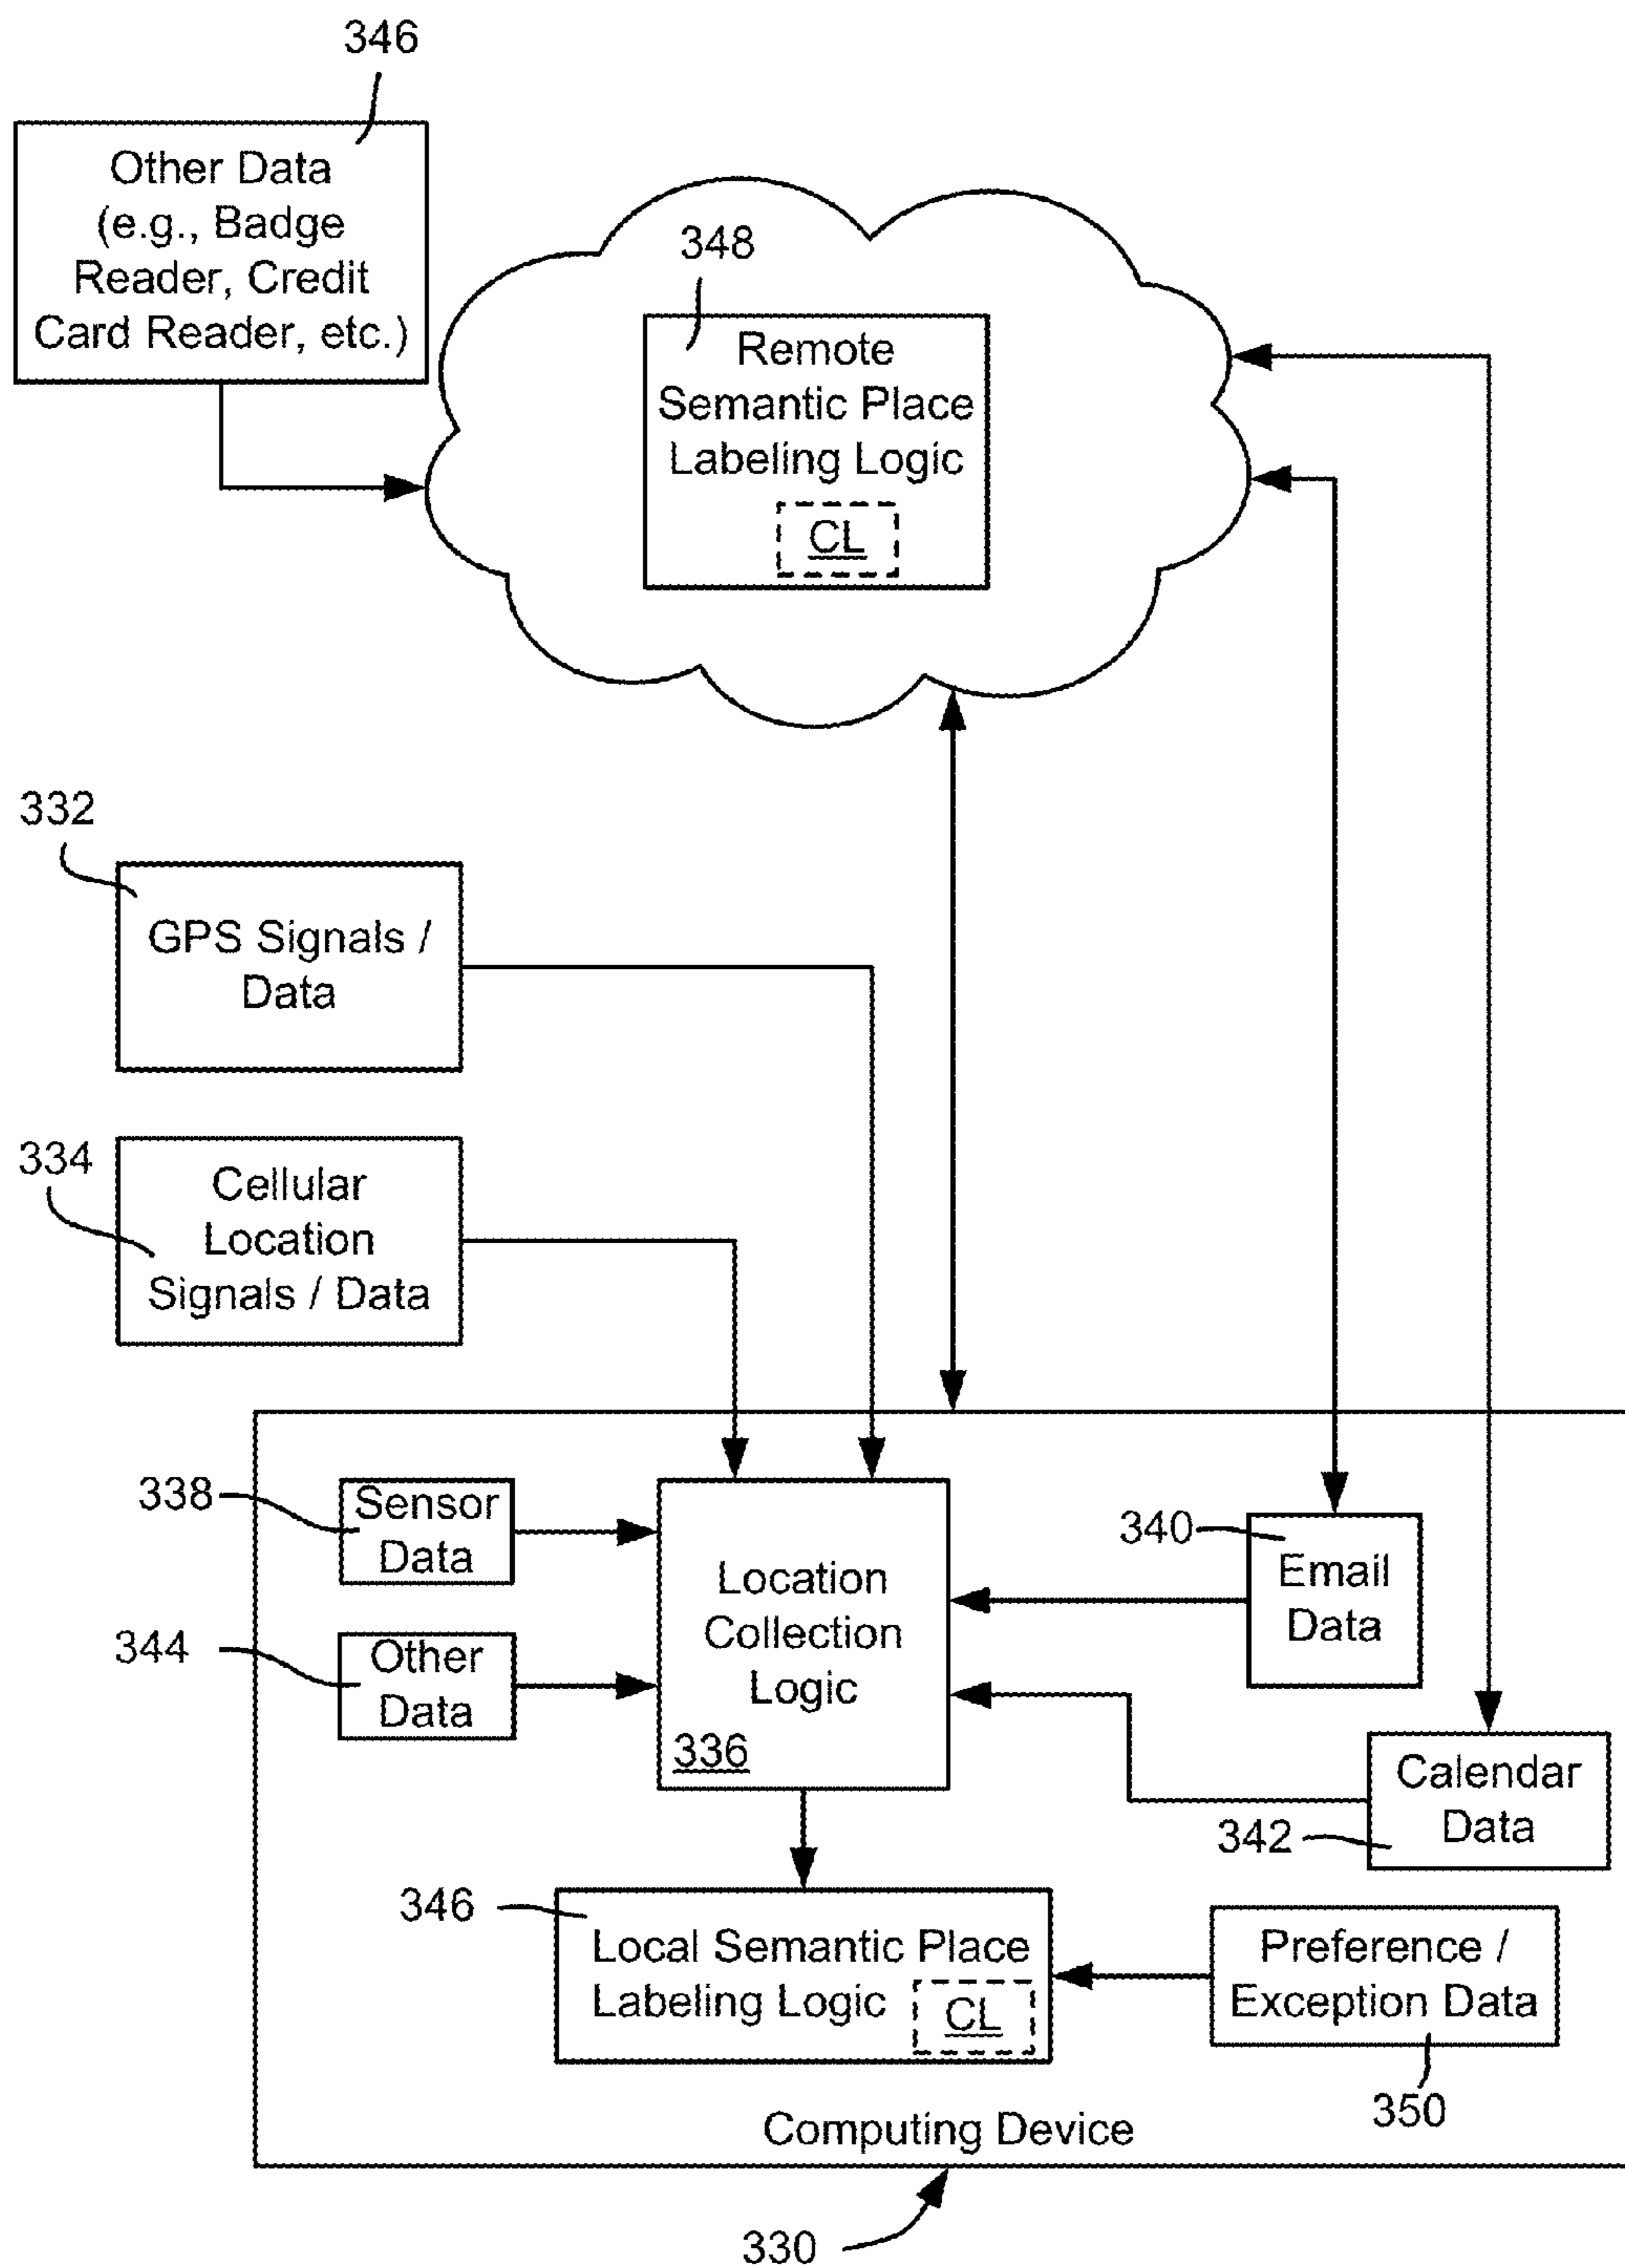 346
Other Data
(e.g., Badge
Reader, Credit
Card Reader, etc.)
348
Remote
Semantic Place
Labeling Logic
CL
332
GPS Signals /
Data
334
Cellular
Location
Signals / Data
338
Sensor
Data
344
Other
Data
Location
Collection
Logic
336
340
Email
Data
Calendar
Data
342
346
Local Semantic Place
Labeling Logic
CL
Preference /
Exception Data
350
Computing Device
330